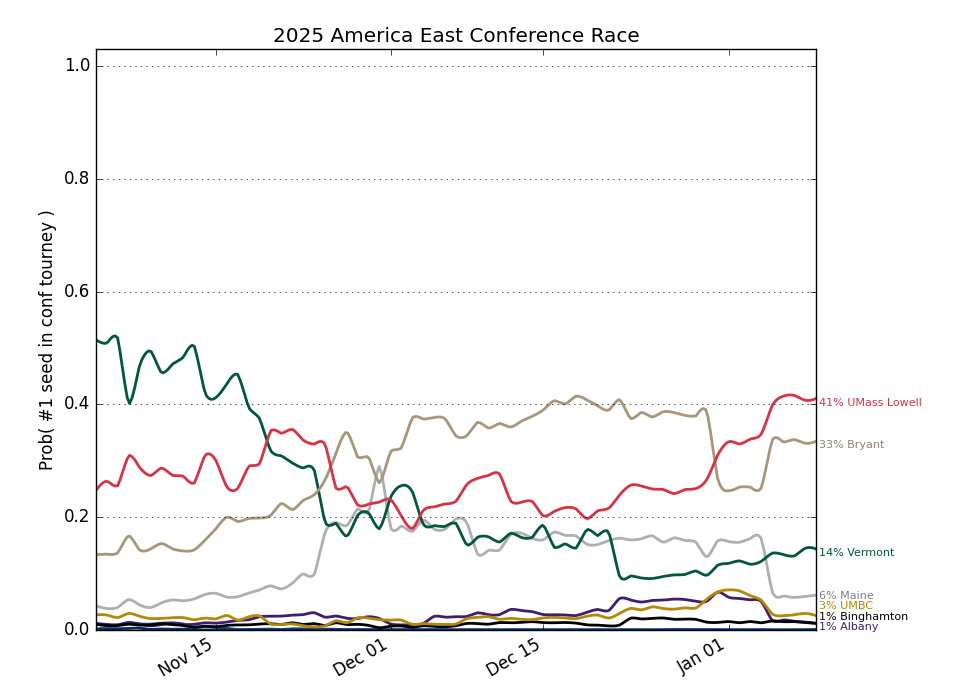 2025 America East Conference Race
Prob( #1 seed in conf tourney )
1.0
0.8
0.6
0.4
0.2
0.0
Nov 15
Dec 01
Dec 15
Jan 01
41% UMass Lowell
33% Bryant
14% Vermont
6% Maine
3% UMBC
1% Binghamton
1% Albany